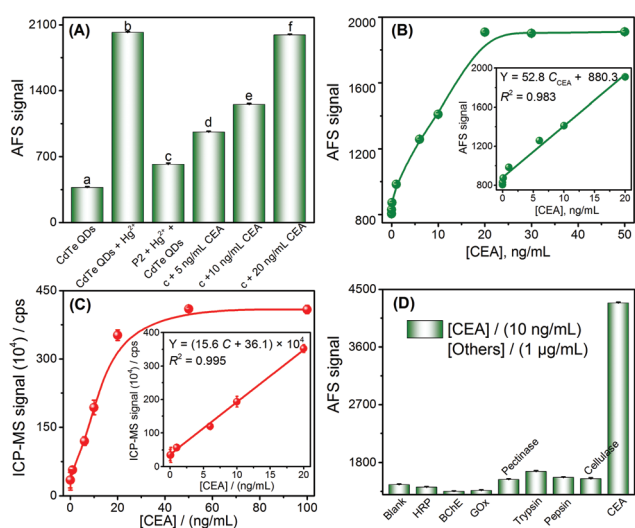 (A)
AFS signal
2100
1400
700
0
a
b
c
d
e
f
CdTe QDs
CdTe QDs + Hg²⁺
P2 + Hg²⁺ +
CdTe QDs
c + 5 ng/mL CEA
c +10 ng/mL CEA
c + 20 ng/mL CEA
(B)
AFS signal
2000
1600
1200
800
0 10 20 30 40 50
[CEA], ng/mL
Y = 52.8 C_CEA + 880.3
R² = 0.983
AFS signal
2000
1600
1200
800
0 5 10 15 20
[CEA], ng/mL
(C)
ICP-MS signal (10⁴) / cps
450
300
150
0
0 20 40 60 80 100
[CEA] / (ng/mL)
Y = (15.6 C + 36.1) × 10⁴
R² = 0.995
ICP-MS signal (10⁴) / cps
400
300
200
100
0
0 5 10 15 20
[CEA] / (ng/mL)
(D)
[CEA] / (10 ng/mL)
[Others] / (1 µg/mL)
AFS signal
4500
3600
2700
1800
Blank
HRP
BChE
GOx
Pectinase
Trypsin
Pepsin
Cellulase
CEA